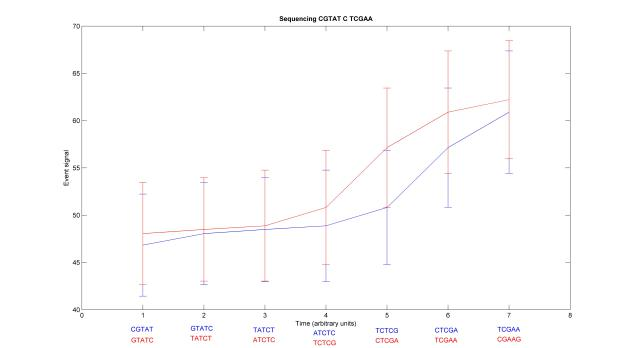 Sequencing CGTAT C TCGAA
70
65
60
55
50
45
40
Event signal
0 1 2 3 4 5 6 7 8
Time (arbitrary units)
CGTAT GTATC TATCT ATCTC TCTCG CTCGA TCGAA
GTATC TATCT ATCTC TCTCG CTCGA TCGAA CGAAG